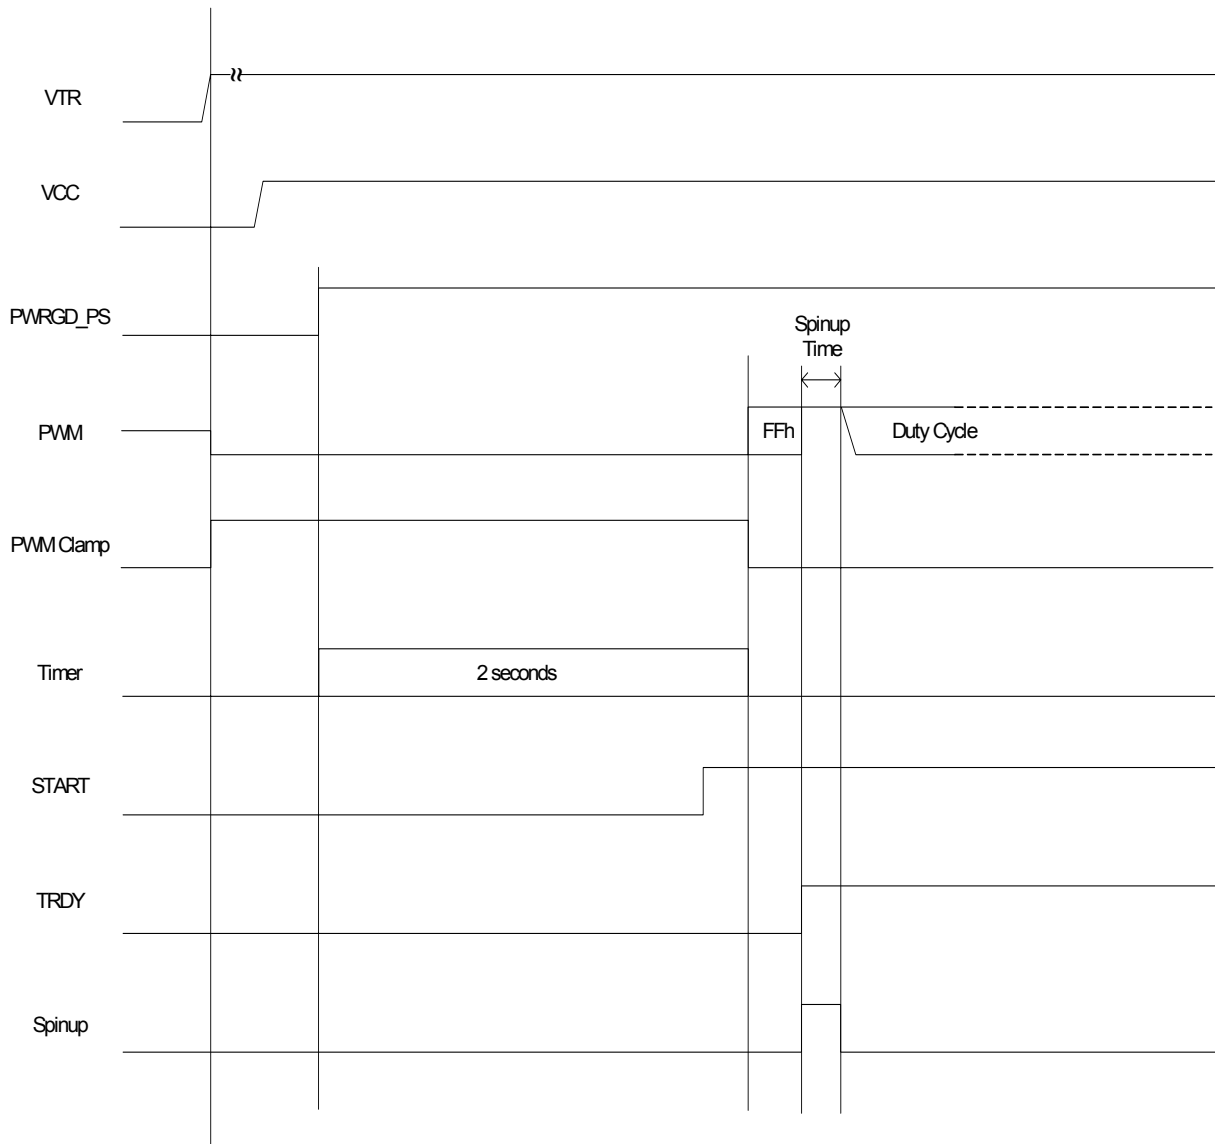 VTR
VCC
PWRGD_PS
Spinup
Time
PWM
FFh
Duty Cycle
PWM Clamp
Timer
2 seconds
START
TRDY
Spinup